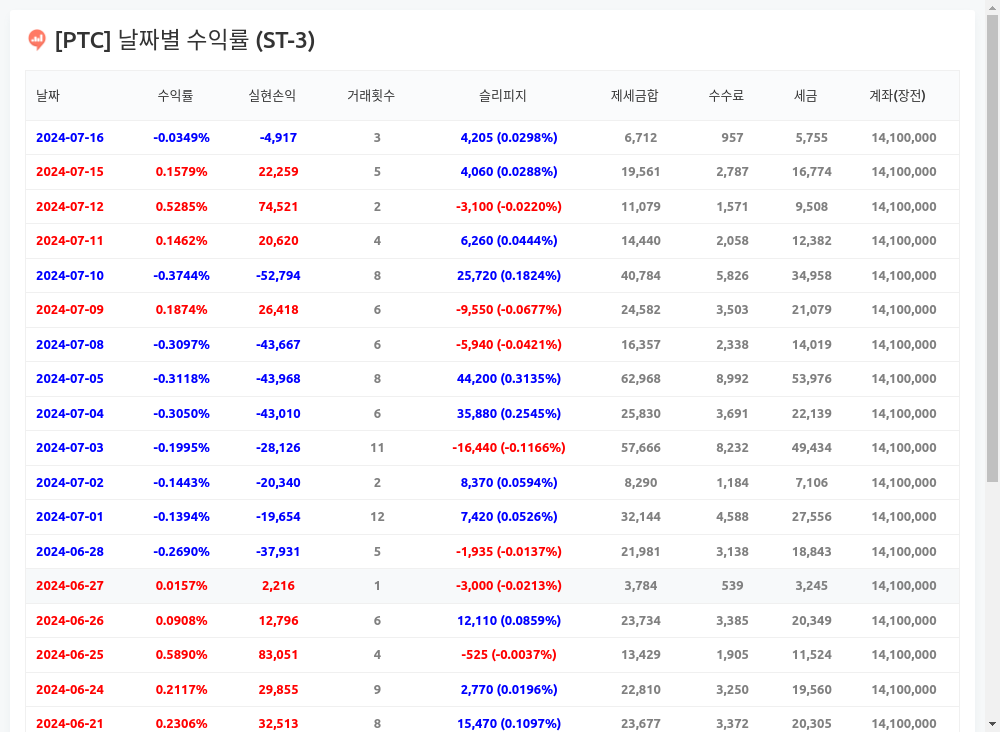 [PTC] 날짜별 수익률 (ST-3)
날짜 수익률 실현손익 거래횟수 슬리피지 제세금합 수수료 세금 계좌(장전)
2024-07-16 -0.0349% -4,917 3 4,205 (0.0298%) 6,712 957 5,755 14,100,000
2024-07-15 0.1579% 22,259 5 4,060 (0.0288%) 19,561 2,787 16,774 14,100,000
2024-07-12 0.5285% 74,521 2 -3,100 (-0.0220%) 11,079 1,571 9,508 14,100,000
2024-07-11 0.1462% 20,620 4 6,260 (0.0444%) 14,440 2,058 12,382 14,100,000
2024-07-10 -0.3744% -52,794 8 25,720 (0.1824%) 40,784 5,826 34,958 14,100,000
2024-07-09 0.1874% 26,418 6 -9,550 (-0.0677%) 24,582 3,503 21,079 14,100,000
2024-07-08 -0.3097% -43,667 6 -5,940 (-0.0421%) 16,357 2,338 14,019 14,100,000
2024-07-05 -0.3118% -43,968 8 44,200 (0.3135%) 62,968 8,992 53,976 14,100,000
2024-07-04 -0.3050% -43,010 6 35,880 (0.2545%) 25,830 3,691 22,139 14,100,000
2024-07-03 -0.1995% -28,126 11 -16,440 (-0.1166%) 57,666 8,232 49,434 14,100,000
2024-07-02 -0.1443% -20,340 2 8,370 (0.0594%) 8,290 1,184 7,106 14,100,000
2024-07-01 -0.1394% -19,654 12 7,420 (0.0526%) 32,144 4,588 27,556 14,100,000
2024-06-28 -0.2690% -37,931 5 -1,935 (-0.0137%) 21,981 3,138 18,843 14,100,000
2024-06-27 0.0157% 2,216 1 -3,000 (-0.0213%) 3,784 539 3,245 14,100,000
2024-06-26 0.0908% 12,796 6 12,110 (0.0859%) 23,734 3,385 20,349 14,100,000
2024-06-25 0.5890% 83,051 4 -525 (-0.0037%) 13,429 1,905 11,524 14,100,000
2024-06-24 0.2117% 29,855 9 2,770 (0.0196%) 22,810 3,250 19,560 14,100,000
2024-06-21 0.2306% 32,513 8 15,470 (0.1097%) 23,677 3,372 20,305 14,100,000